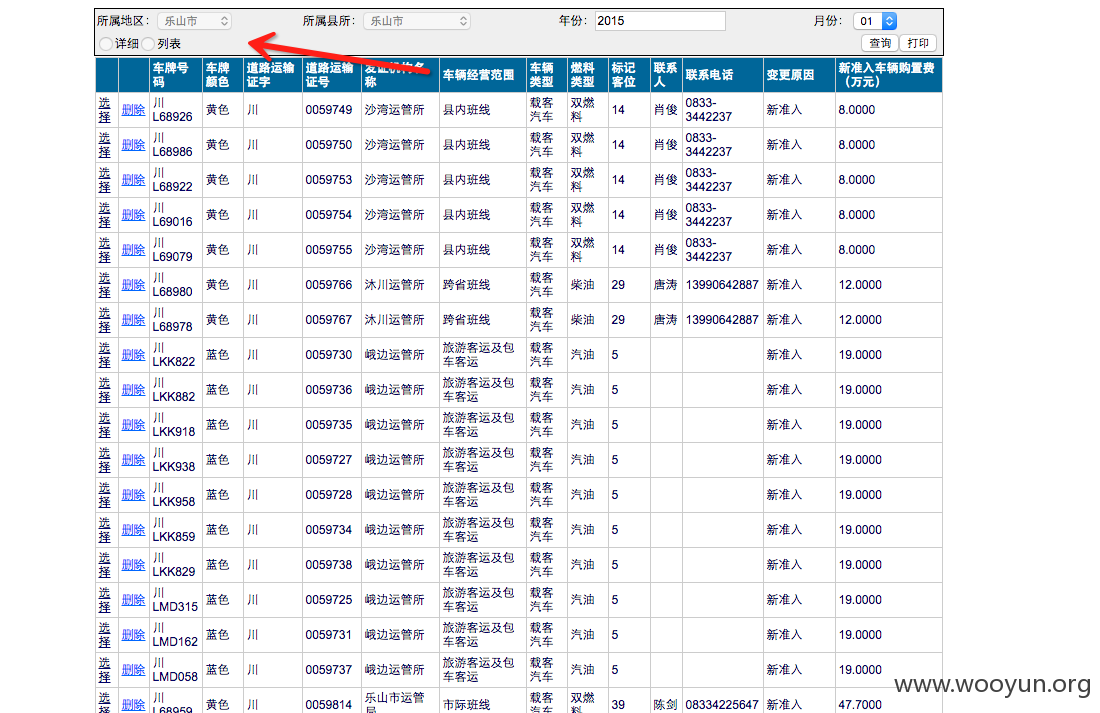 所属地区： 乐山市 所属县所： 乐山市 年份： 2015 月份： 01
详细 列表 查询 打印
车牌号码 车牌颜色 道路运输证字 道路运输证号 发证机构名称 车辆经营范围 车辆类型 燃料类型 标记客位 联系人 联系电话 变更原因 新准入车辆购置费（万元）
选择 删除 川L68926 黄色 川 0059749 沙湾运管所 县内班线 载客汽车 双燃料 14 肖俊 0833-3442237 新准入 8.0000
选择 删除 川L68986 黄色 川 0059750 沙湾运管所 县内班线 载客汽车 双燃料 14 肖俊 0833-3442237 新准入 8.0000
选择 删除 川L68922 黄色 川 0059753 沙湾运管所 县内班线 载客汽车 双燃料 14 肖俊 0833-3442237 新准入 8.0000
选择 删除 川L69016 黄色 川 0059754 沙湾运管所 县内班线 载客汽车 双燃料 14 肖俊 0833-3442237 新准入 8.0000
选择 删除 川L69079 黄色 川 0059755 沙湾运管所 县内班线 载客汽车 双燃料 14 肖俊 0833-3442237 新准入 8.0000
选择 删除 川L68980 黄色 川 0059766 沐川运管所 跨省班线 载客汽车 柴油 29 唐涛 13990642887 新准入 12.0000
选择 删除 川L68978 黄色 川 0059767 沐川运管所 跨省班线 载客汽车 柴油 29 唐涛 13990642887 新准入 12.0000
选择 删除 川LKK822 蓝色 川 0059730 峨边运管所 旅游客运及包车客运 载客汽车 汽油 5 新准入 19.0000
选择 删除 川LKK882 蓝色 川 0059736 峨边运管所 旅游客运及包车客运 载客汽车 汽油 5 新准入 19.0000
选择 删除 川LKK918 蓝色 川 0059735 峨边运管所 旅游客运及包车客运 载客汽车 汽油 5 新准入 19.0000
选择 删除 川LKK938 蓝色 川 0059727 峨边运管所 旅游客运及包车客运 载客汽车 汽油 5 新准入 19.0000
选择 删除 川LKK958 蓝色 川 0059728 峨边运管所 旅游客运及包车客运 载客汽车 汽油 5 新准入 19.0000
选择 删除 川LKK859 蓝色 川 0059734 峨边运管所 旅游客运及包车客运 载客汽车 汽油 5 新准入 19.0000
选择 删除 川LKK829 蓝色 川 0059738 峨边运管所 旅游客运及包车客运 载客汽车 汽油 5 新准入 19.0000
选择 删除 川LMD315 蓝色 川 0059725 峨边运管所 旅游客运及包车客运 载客汽车 汽油 5 新准入 19.0000
选择 删除 川LMD162 蓝色 川 0059731 峨边运管所 旅游客运及包车客运 载客汽车 汽油 5 新准入 19.0000
选择 删除 川LMD058 蓝色 川 0059737 峨边运管所 旅游客运及包车客运 载客汽车 汽油 5 新准入 19.0000
选择 删除 川L68959 黄色 川 0059814 乐山市运管局 市际班线 载客汽车 双燃料 39 陈剑 08334225647 新准入 47.7000
www.wooyun.org